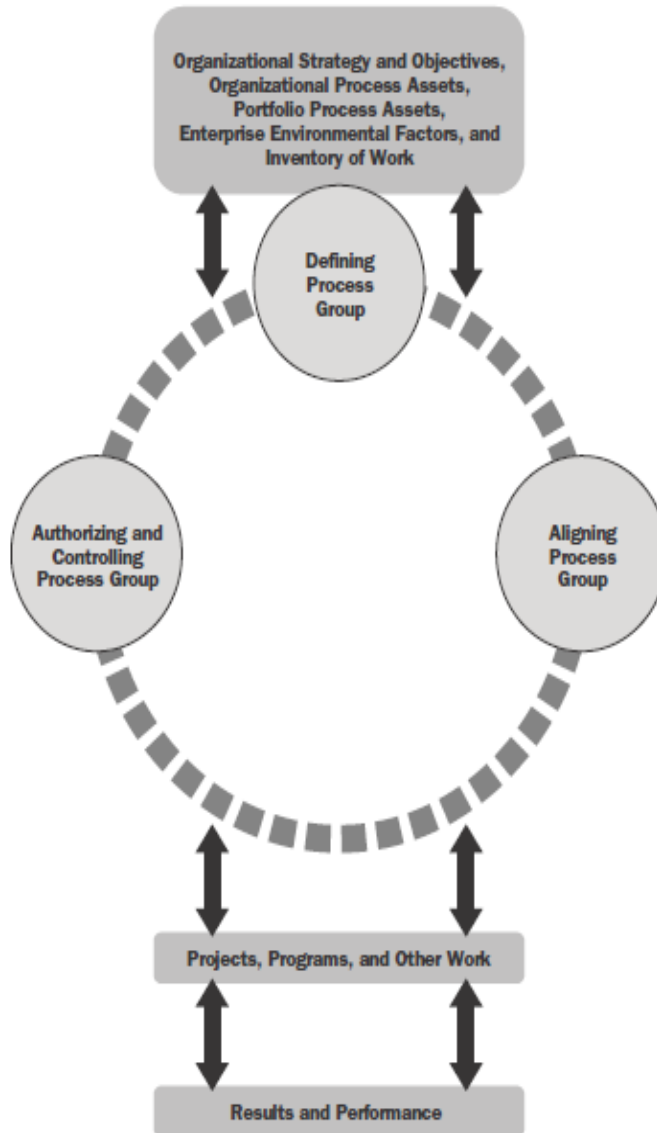 Organizational Strategy and Objectives,
Organizational Process Assets,
Portfolio Process Assets,
Enterprise Environmental Factors, and
Inventory of Work
Defining
Process
Group
Authorizing and
Controlling
Process Group
Aligning
Process
Group
Projects, Programs, and Other Work
Results and Performance